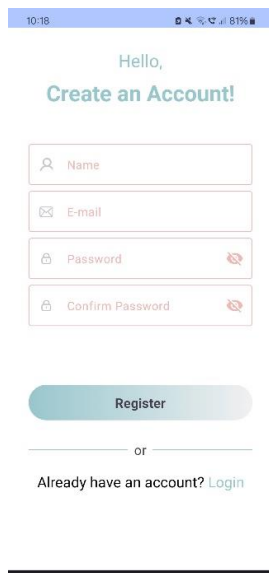 10:18 81%
Hello,
Create an Account!
Name
E-mail
Password
Confirm Password
Register
or
Already have an account? Login